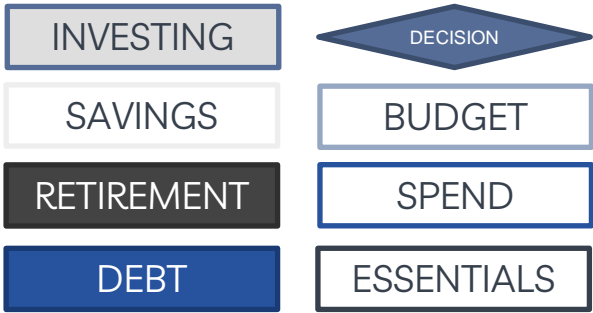 INVESTING
DECISION
SAVINGS
BUDGET
RETIREMENT
SPEND
DEBT
ESSENTIALS